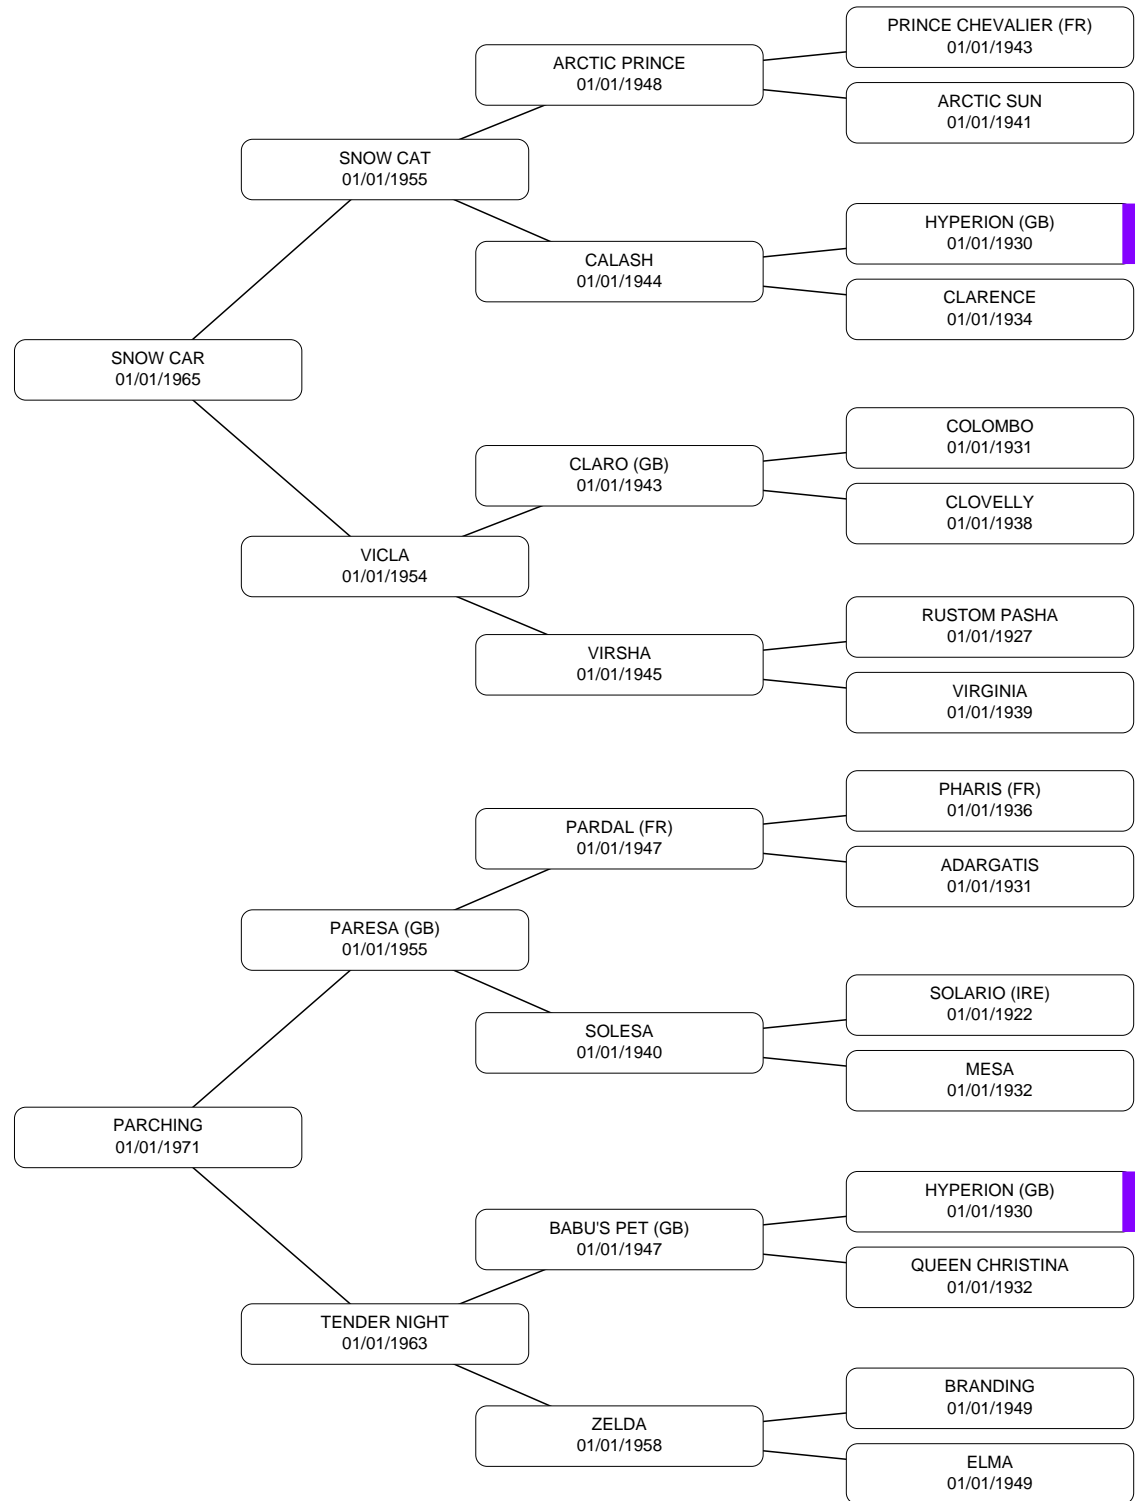 PRINCE CHEVALIER (FR)
01/01/1943
ARCTIC PRINCE
01/01/1948
ARCTIC SUN
01/01/1941
SNOW CAT
01/01/1955
HYPERION (GB)
01/01/1930
CALASH
01/01/1944
CLARENCE
01/01/1934
SNOW CAR
01/01/1965
COLOMBO
01/01/1931
CLARO (GB)
01/01/1943
CLOVELLY
01/01/1938
VICLA
01/01/1954
RUSTOM PASHA
01/01/1927
VIRSHA
01/01/1945
VIRGINIA
01/01/1939
PHARIS (FR)
01/01/1936
PARDAL (FR)
01/01/1947
ADARGATIS
01/01/1931
PARESA (GB)
01/01/1955
SOLARIO (IRE)
01/01/1922
SOLESA
01/01/1940
MESA
01/01/1932
PARCHING
01/01/1971
HYPERION (GB)
01/01/1930
BABU'S PET (GB)
01/01/1947
QUEEN CHRISTINA
01/01/1932
TENDER NIGHT
01/01/1963
BRANDING
01/01/1949
ZELDA
01/01/1958
ELMA
01/01/1949